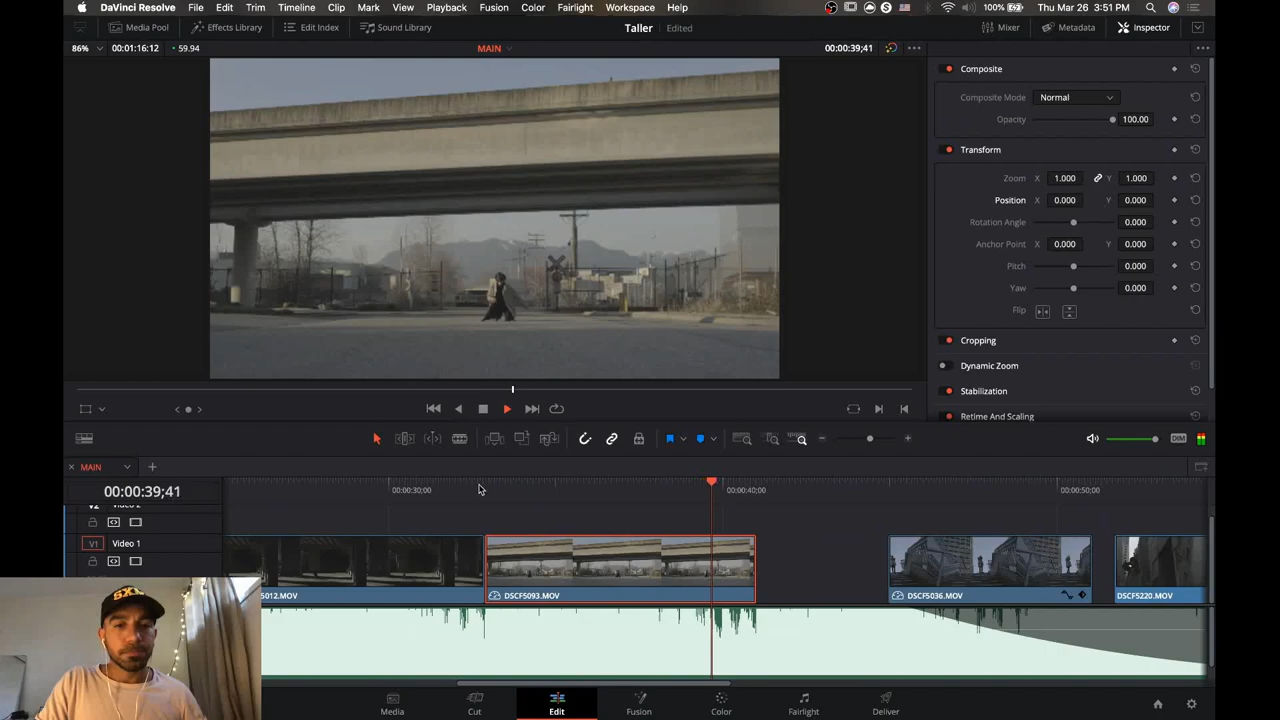 DaVinci Resolve File Edit Trim Timeline Clip Mark View Playback Fusion Color Fairlight Workspace Help 100% Thu Mar 26 3:51 PM
Media Pool Effects Library Edit Index Sound Library Taller Edited Mixer Metadata Inspector
86% 00:01:16:12 59.94 MAIN 00:00:39;41
Composite
Composite Mode Normal
Opacity 100.00
Transform
Zoom X 1.000 Y 1.000
Position X 0.000 Y 0.000
Rotation Angle 0.000
Anchor Point X 0.000 Y 0.000
Pitch 0.000
Yaw 0.000
Flip
Cropping
Dynamic Zoom
Stabilization
Retime And Scaling
DIM
MAIN
00:00:39;41 00:00:30;00 00:00:40;00 00:00:50;00
V2 Video 2
V1 Video 1
5012.MOV DSCF5093.MOV DSCF5036.MOV DSCF5220.MOV
SXX
Media Cut Edit Fusion Color Fairlight Deliver